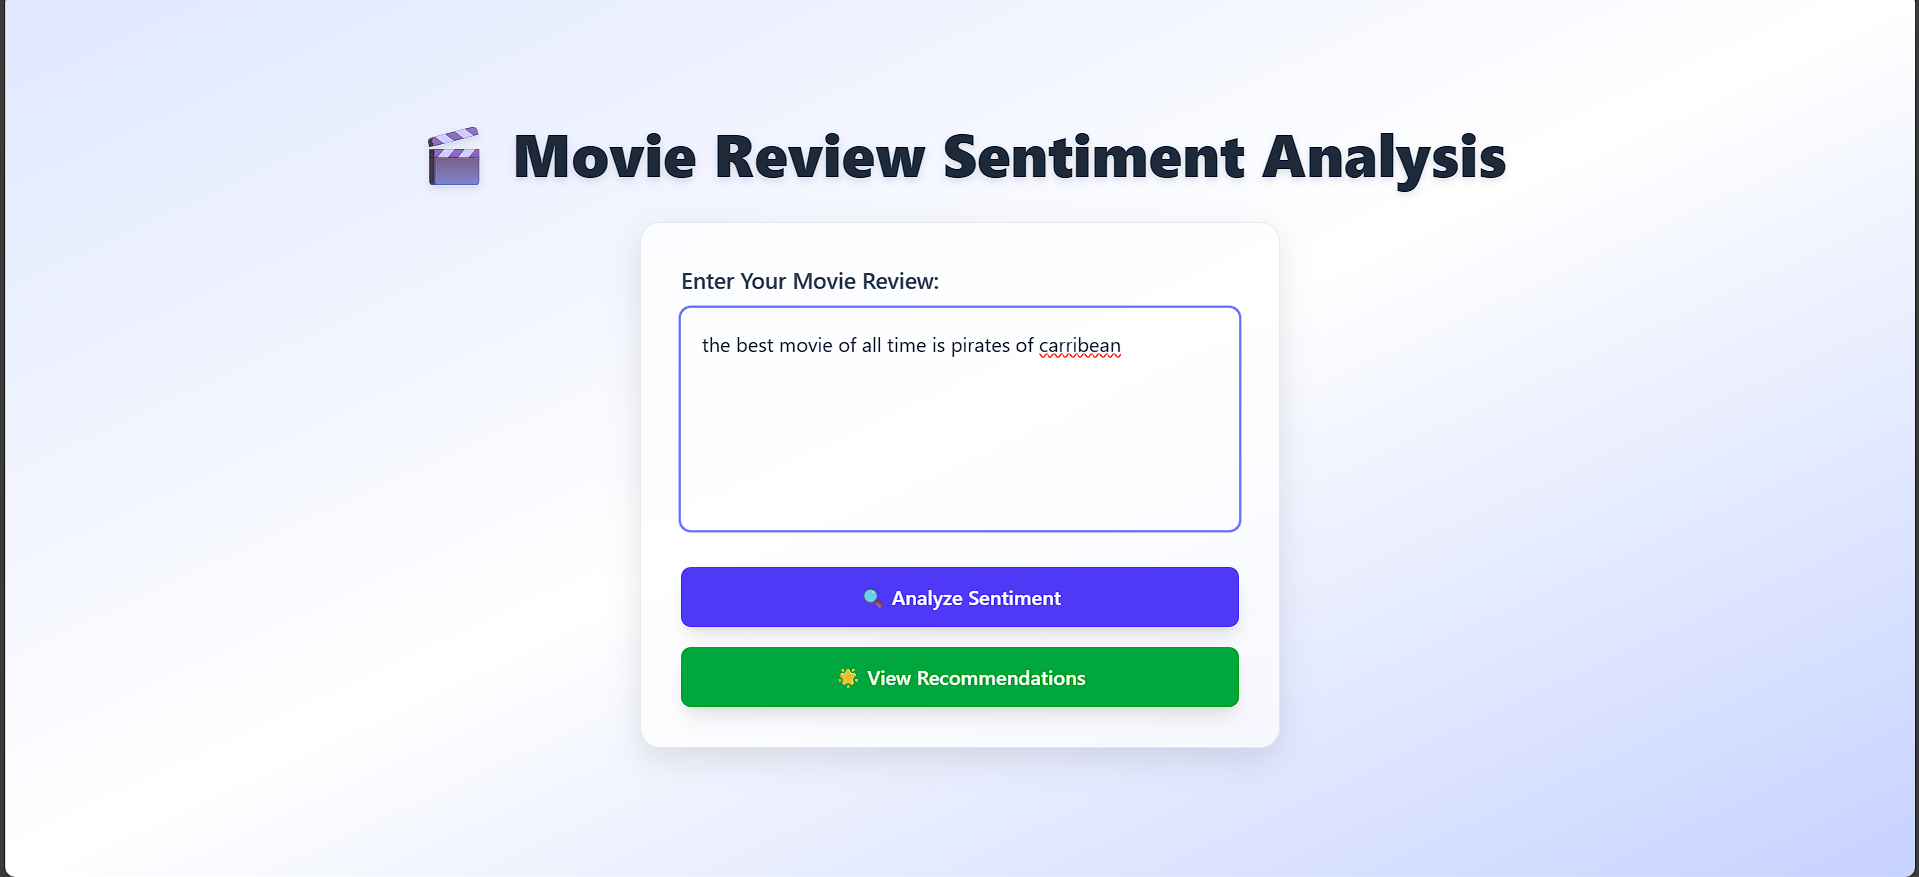 Movie Review Sentiment Analysis
Enter Your Movie Review:
the best movie of all time is pirates of carribean
Analyze Sentiment
View Recommendations